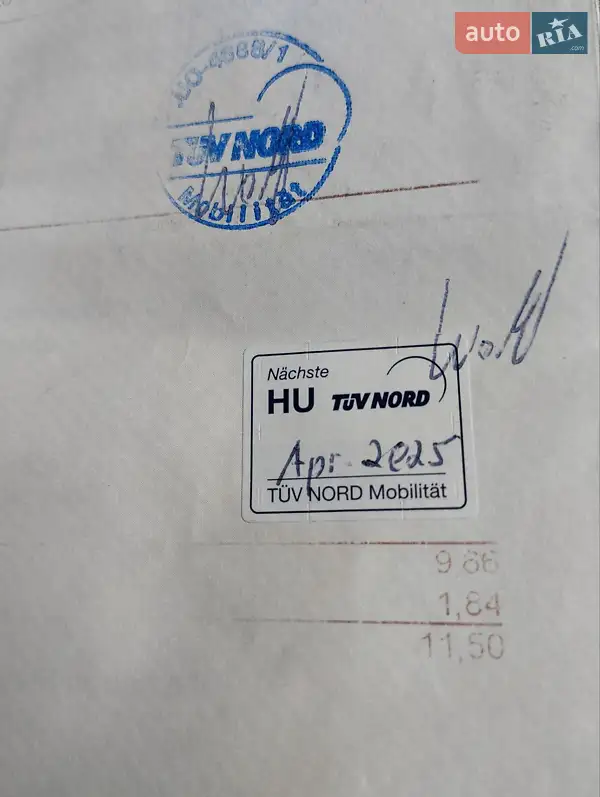 auto RIA .com
TÜV NORD
Mobilität
Nächste
HU TÜV NORD
Apr. 2025
TÜV NORD Mobilität
9 66
1,84
11,50